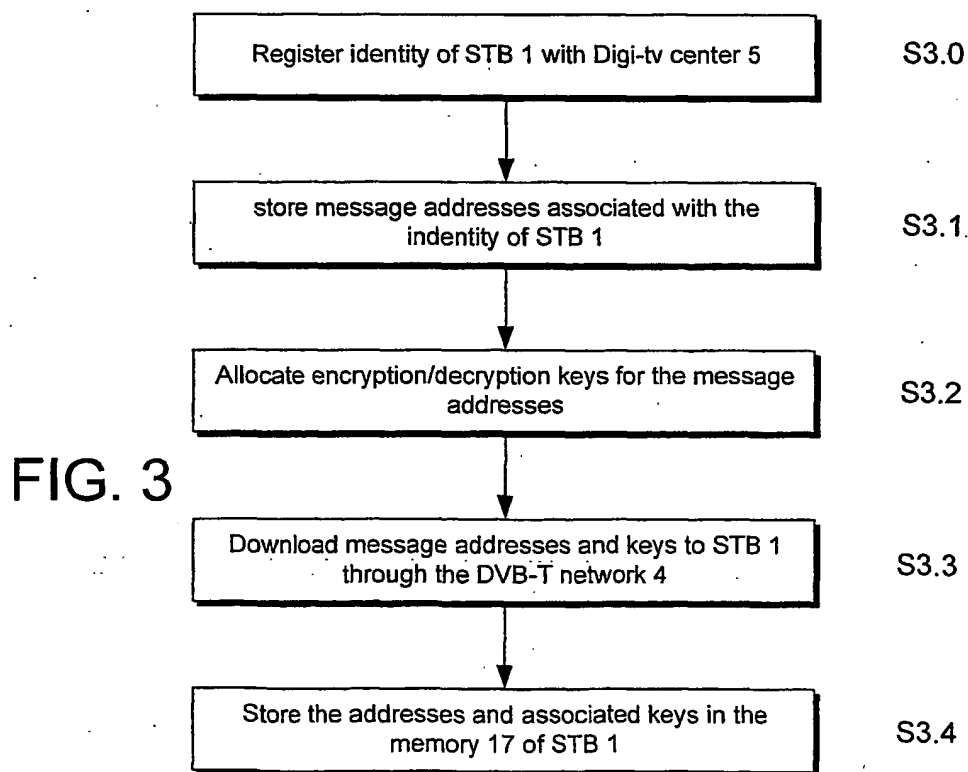 Register identity of STB 1 with Digi-tv center 5
S3.0
store message addresses associated with the
indentity of STB 1
S3.1
Allocate encryption/decryption keys for the message
addresses
S3.2
FIG. 3
Download message addresses and keys to STB 1
through the DVB-T network 4
S3.3
Store the addresses and associated keys in the
memory 17 of STB 1
S3.4